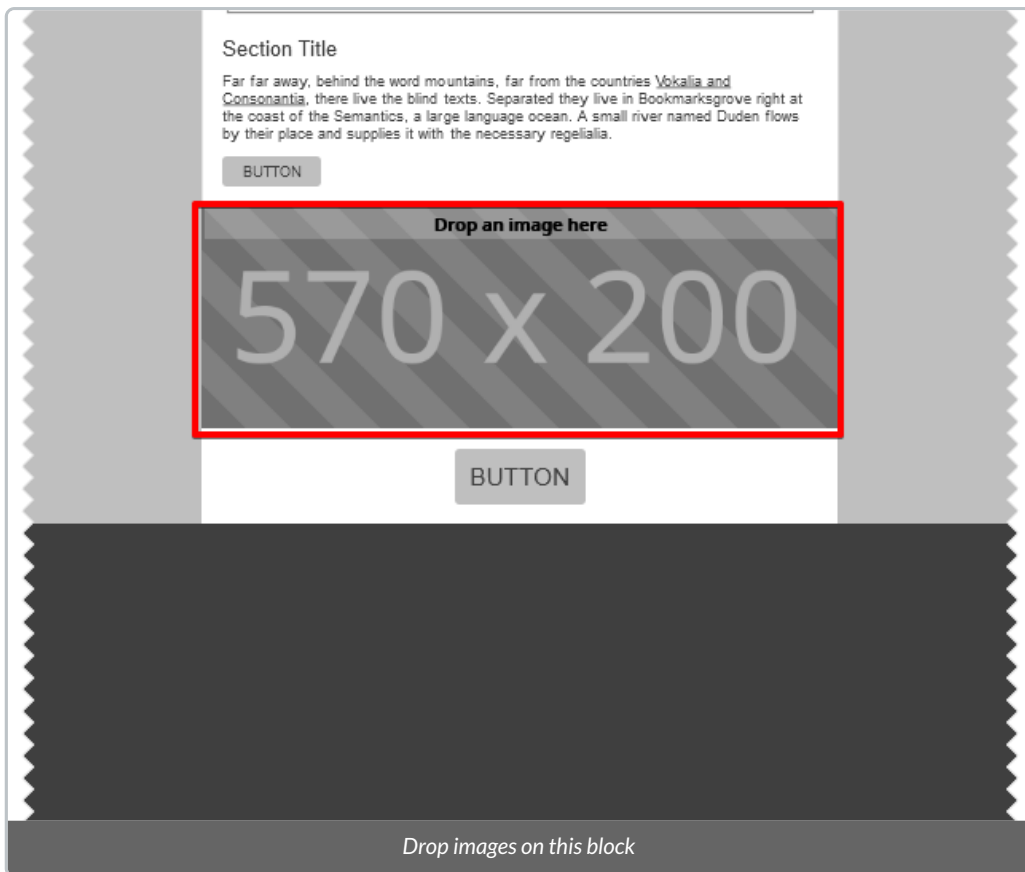 Section Title
Far far away, behind the word mountains, far from the countries Vokalia and
Consonantia, there live the blind texts. Separated they live in Bookmarksgrove right at
the coast of the Semantics, a large language ocean. A small river named Duden flows
by their place and supplies it with the necessary regelialia.
BUTTON
Drop an image here
570 x 200
BUTTON
Drop images on this block